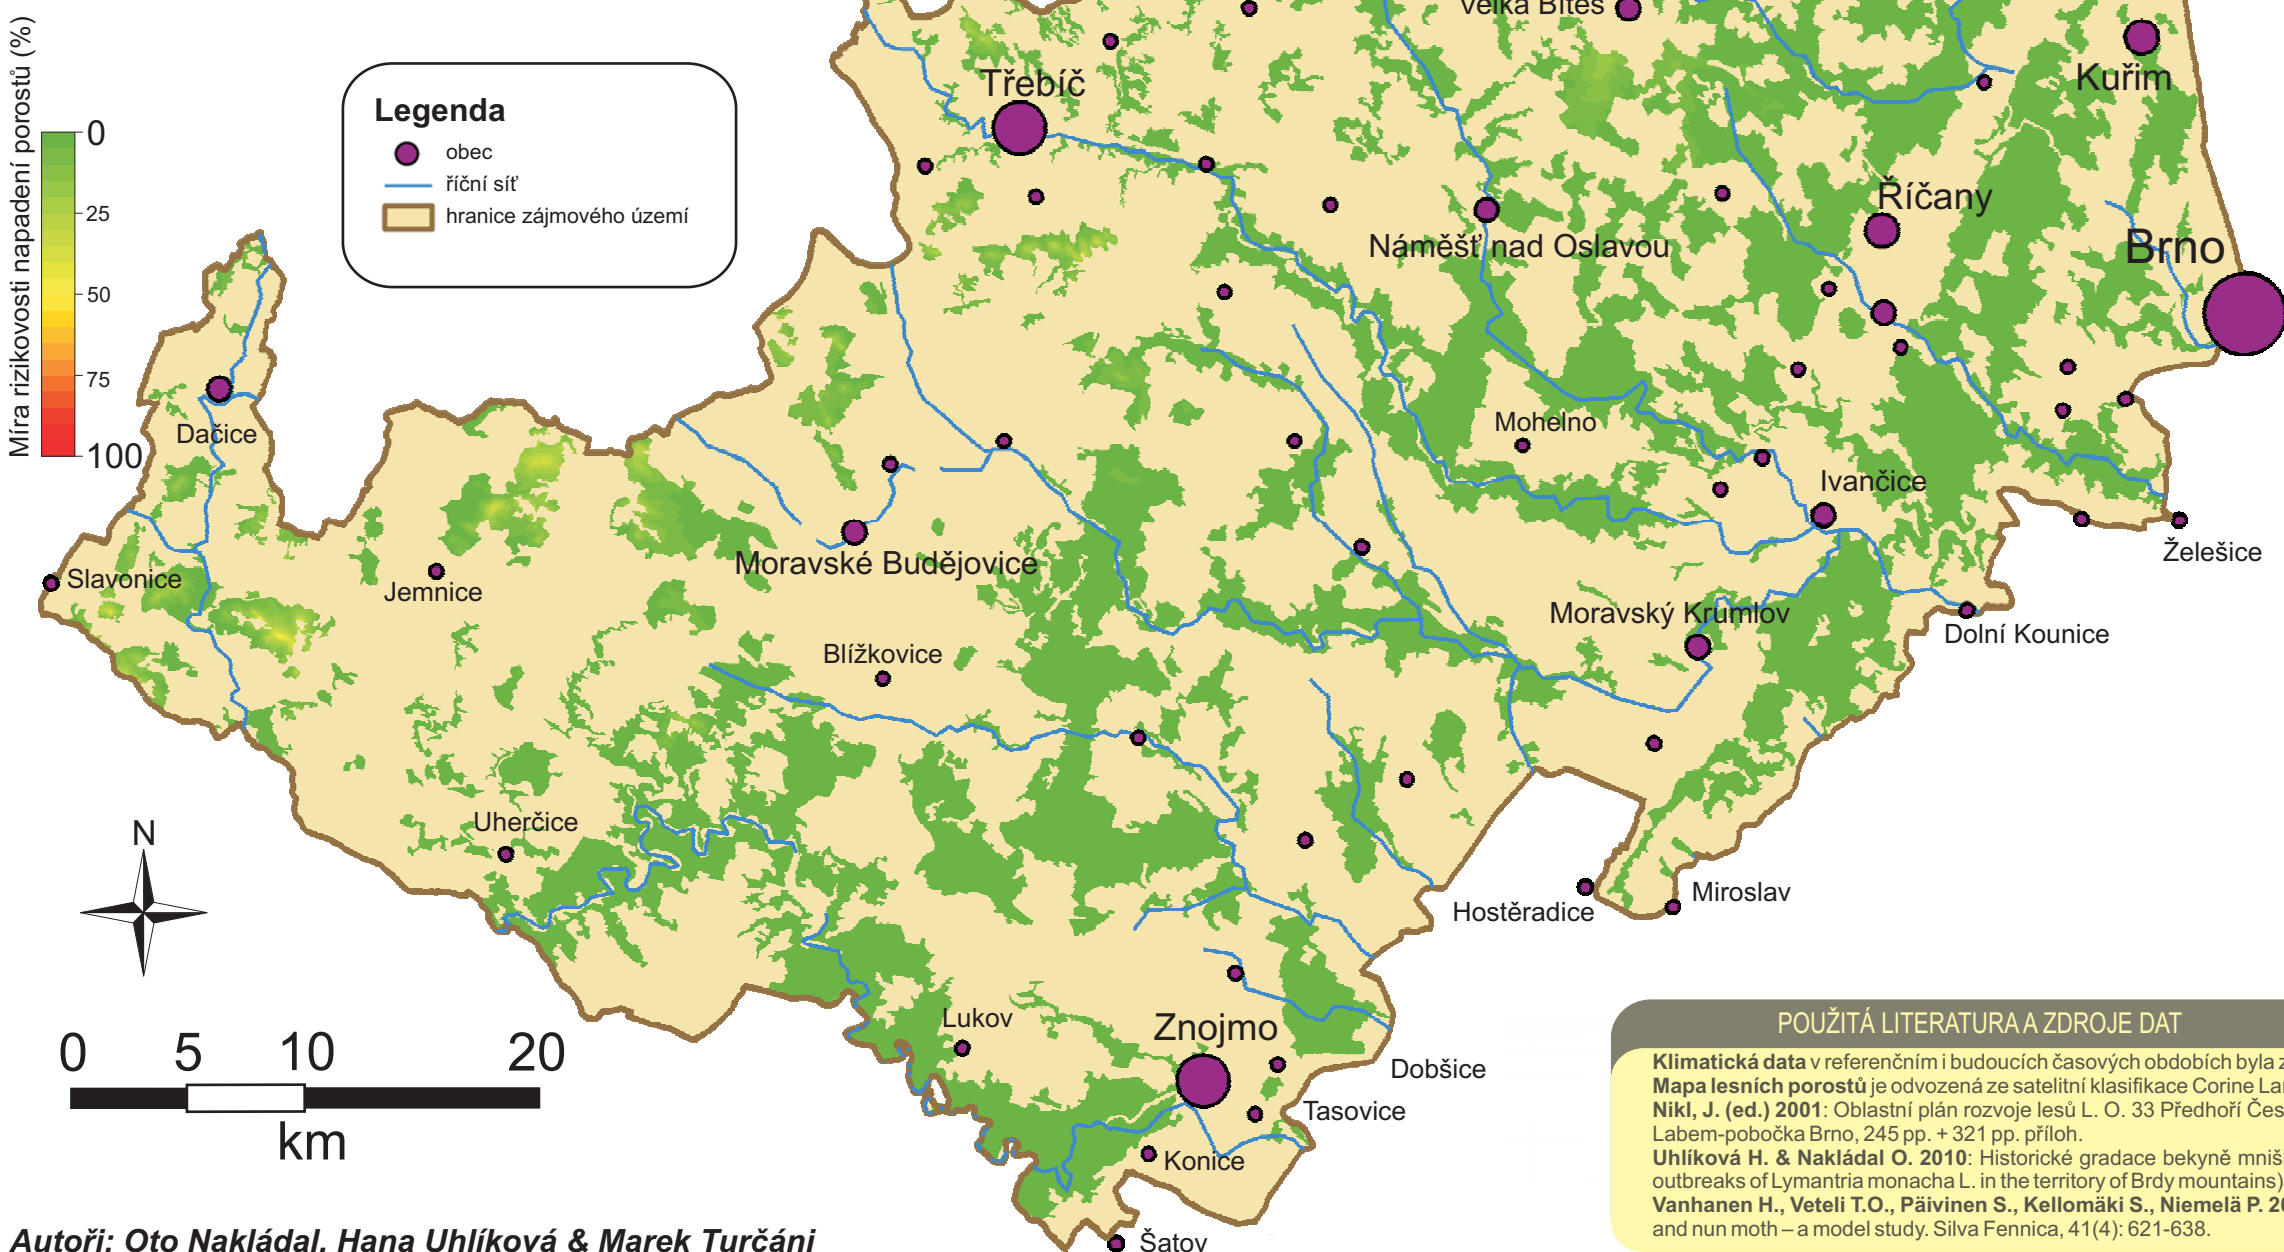 Velká Bíteš
Kuřim
Třebíč
Míra rizikovosti napadení porostů (%)
0
25
50
75
100
Legenda
obec
říční síť
hranice zájmového území
Říčany
Náměšť nad Oslavou
Brno
Dačice
Mohelno
Ivančice
Želešice
Moravské Budějovice
Slavonice
Jemnice
Moravský Krumlov
Dolní Kounice
Blížkovice
Uherčice
N
Miroslav
Hostěradice
Lukov
Znojmo
Dobšice
Tasovice
Konice
Šatov
0 5 10 20
km
POUŽITÁ LITERATURA A ZDROJE DAT
Klimatická data v referenčním i budoucích časových obdobích byla z
Mapa lesních porostů je odvozená ze satelitní klasifikace Corine Lan
Nikl, J. (ed.) 2001: Oblastní plán rozvoje lesů L. O. 33 Předhoří Čes
Labem-pobočka Brno, 245 pp. + 321 pp. příloh.
Uhlíková H. & Nakládal O. 2010: Historické gradace bekyně mniš
outbreaks of Lymantria monacha L. in the territory of Brdy mountains)
Vanhanen H., Veteli T.O., Päivinen S., Kellomäki S., Niemelä P. 20
and nun moth – a model study. Silva Fennica, 41(4): 621-638.
Autoři: Oto Nakládal, Hana Uhlíková & Marek Turčáni